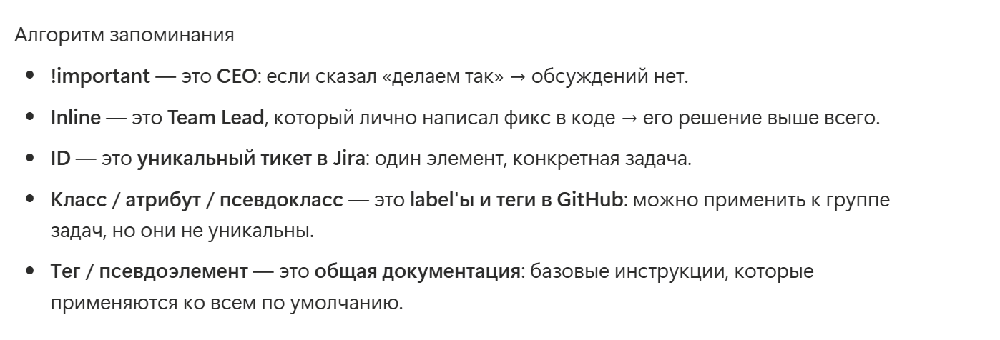 Алгоритм запоминания
• !important — это CEO: если сказал «делаем так» → обсуждений нет.
• Inline — это Team Lead, который лично написал фикс в коде → его решение выше всего.
• ID — это уникальный тикет в Jira: один элемент, конкретная задача.
• Класс / атрибут / псевдокласс — это label'ы и теги в GitHub: можно применить к группе
задач, но они не уникальны.
• Тег / псевдоэлемент — это общая документация: базовые инструкции, которые
применяются ко всем по умолчанию.